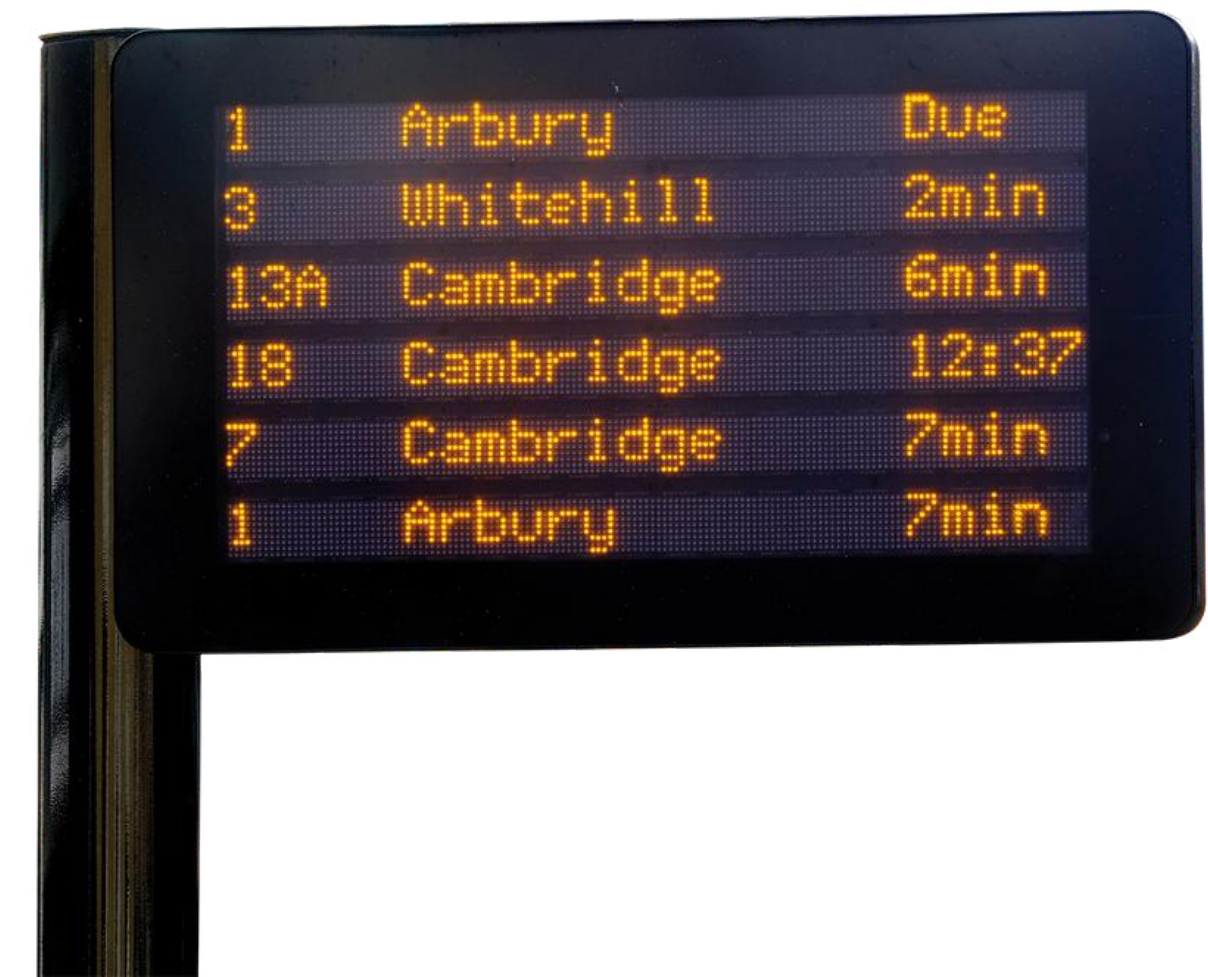 1 Arbury Due
3 Whitehill 2min
13A Cambridge 6min
18 Cambridge 12:37
7 Cambridge 7min
1 Arbury 7min